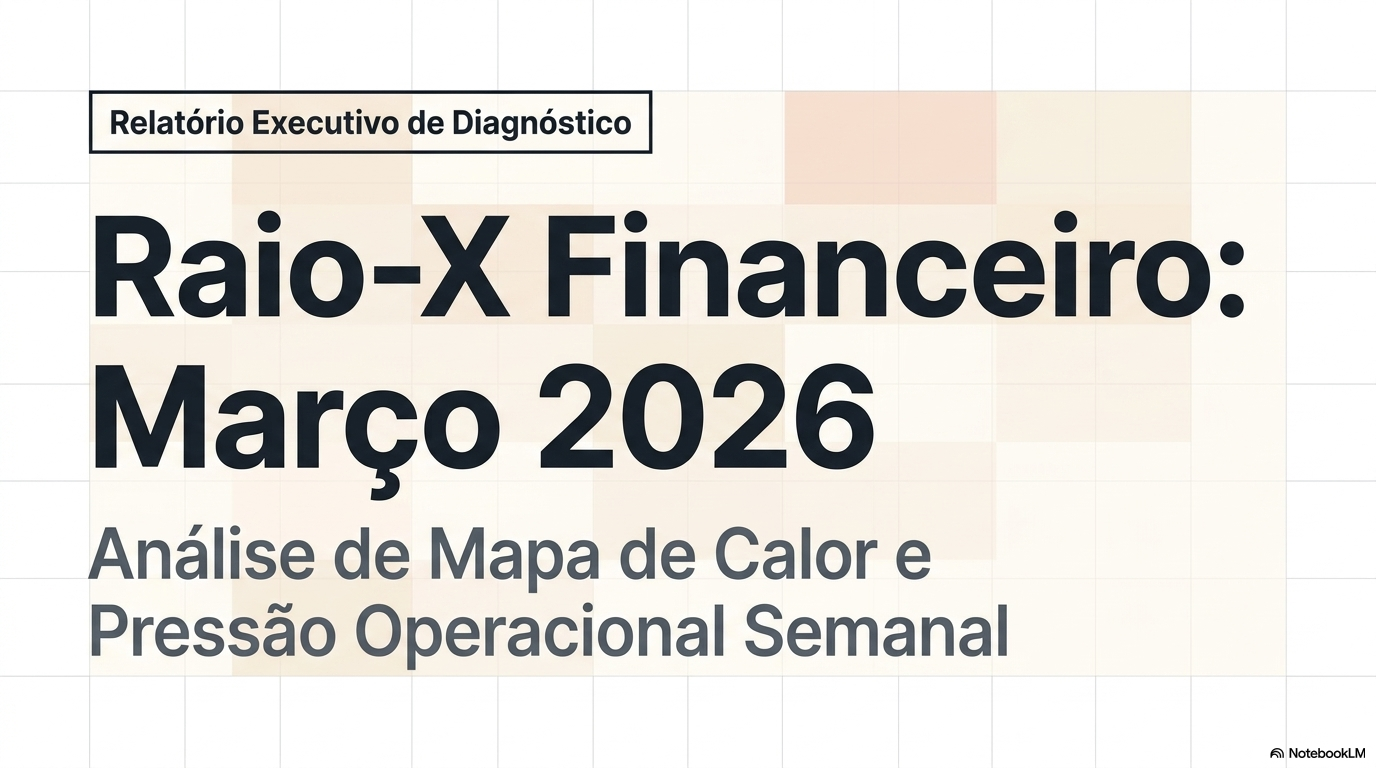 Relatório Executivo de Diagnóstico
Raio-X Financeiro:
Março 2026
Análise de Mapa de Calor e
Pressão Operacional Semanal
NotebookLM